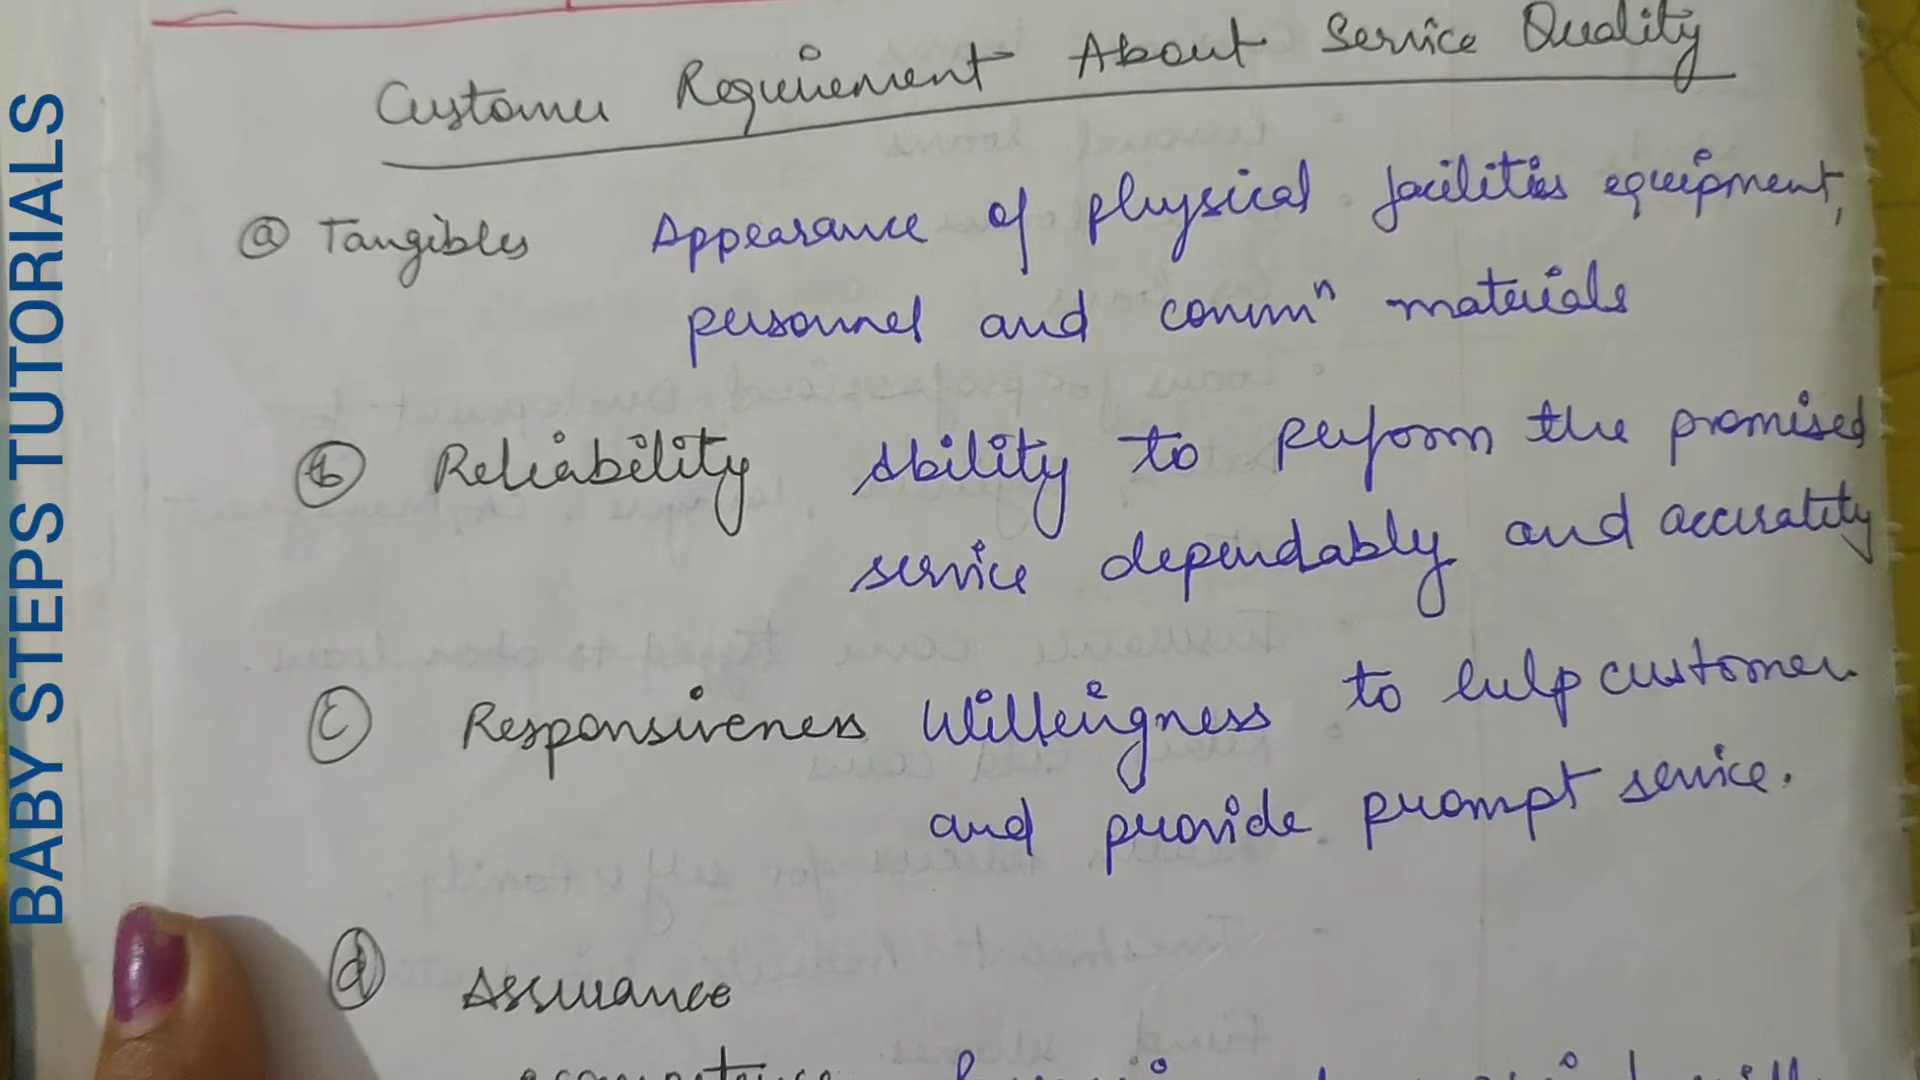 BABY STEPS TUTORIALS
Customer Requirement About Service Quality
ⓐ Tangibles Appearance of physical facilities equipment,
personnel and commⁿ materials
ⓑ Reliability Ability to perform the promised
service dependably and accurately
ⓒ Responsiveness Willingness to help customer
and provide prompt service.
ⓓ Assurance